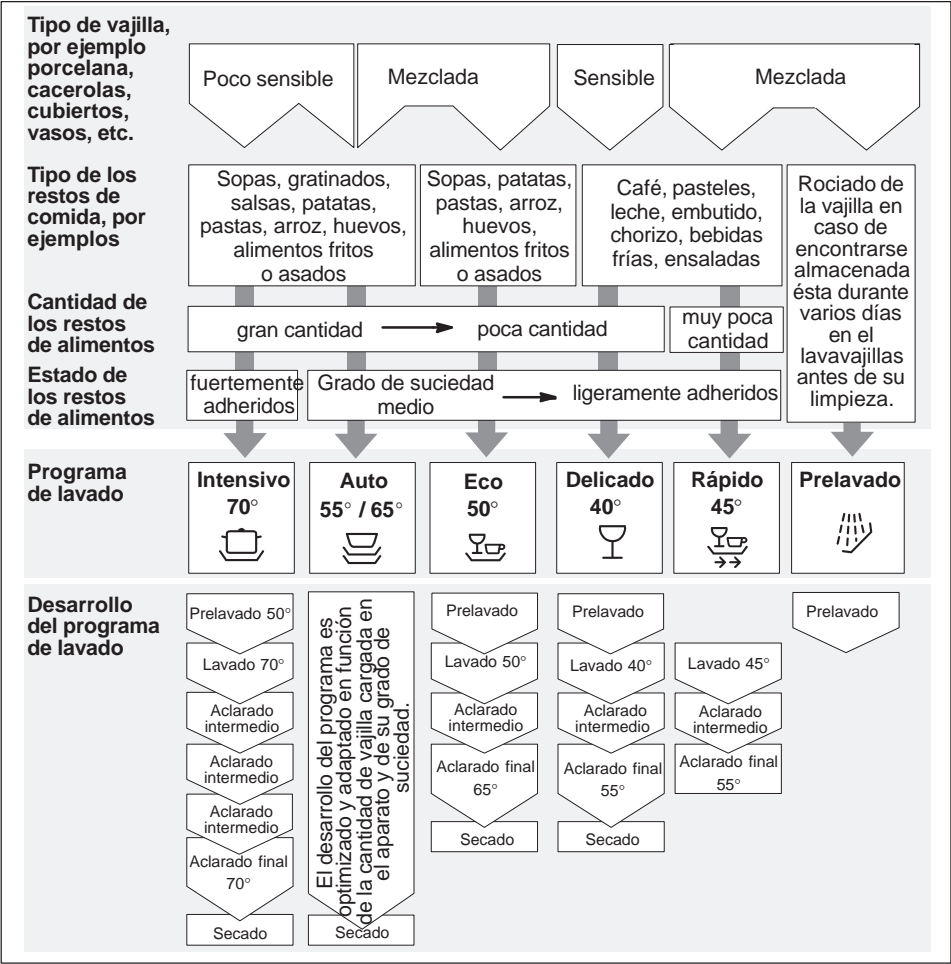 Tipo de vajilla,
por ejemplo
porcelana,
cacerolas,
cubiertos,
vasos, etc.
Poco sensible
Mezclada
Sensible
Mezclada
Tipo de los
restos de
comida, por
ejemplos
Sopas, gratinados,
salsas, patatas,
pastas, arroz, huevos,
alimentos fritos
o asados
Sopas, patatas,
pastas, arroz,
huevos,
alimentos fritos
o asados
Café, pasteles,
leche, embutido,
chorizo, bebidas
frías, ensaladas
Rociado de
la vajilla en
caso de
encontrarse
almacenada
ésta durante
varios días
en el
lavavajillas
antes de su
limpieza.
Cantidad de
los restos
de alimentos
gran cantidad → poca cantidad
muy poca
cantidad
Estado de
los restos
de alimentos
fuertemente
adheridos
Grado de suciedad
medio → ligeramente adheridos
Programa
de lavado
Intensivo
70°
Auto
55° / 65°
Eco
50°
Delicado
40°
Rápido
45°
Prelavado
Desarrollo
del programa
de lavado
Prelavado 50°
Lavado 70°
Aclarado
intermedio
Aclarado
intermedio
Aclarado
intermedio
Aclarado final
70°
Secado
El desarrollo del programa es
optimizado y adaptado en función
de la cantidad de vajilla cargada en
el aparato y de su grado de
suciedad.
Secado
Prelavado
Lavado 50°
Aclarado
intermedio
Aclarado final
65°
Secado
Prelavado
Lavado 40°
Aclarado
intermedio
Aclarado final
55°
Secado
Lavado 45°
Aclarado
intermedio
Aclarado final
55°
Prelavado